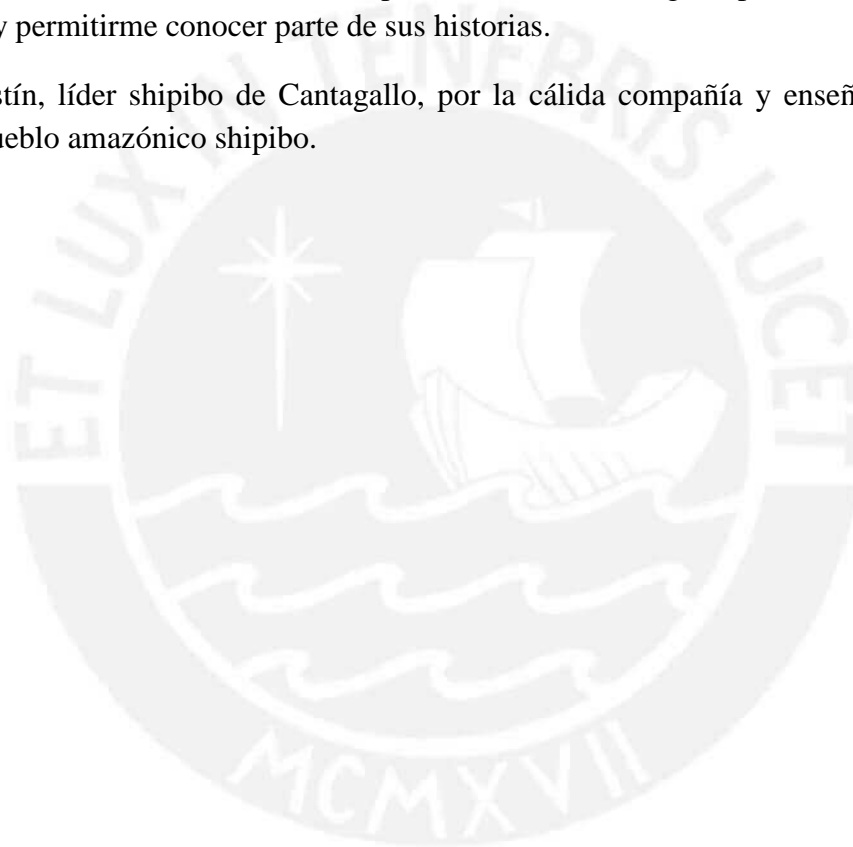 y permitirme conocer parte de sus historias.
stín, líder shipibo de Cantagallo, por la cálida compañía y enseñ
ueblo amazónico shipibo.
ET LUX IN TENEBRIS LUCET
MCMXVII